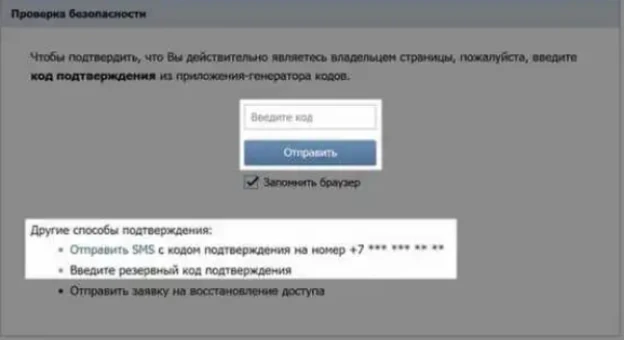 Проверка безопасности
Чтобы подтвердить, что Вы действительно являетесь владельцем страницы, пожалуйста, введите
код подтверждения из приложения-генератора кодов.
Введите код
Отправить
Запомнить браузер
Другие способы подтверждения:
• Отправить SMS с кодом подтверждения на номер +7 *** *** ** **
• Введите резервный код подтверждения
• Отправить заявку на восстановление доступа